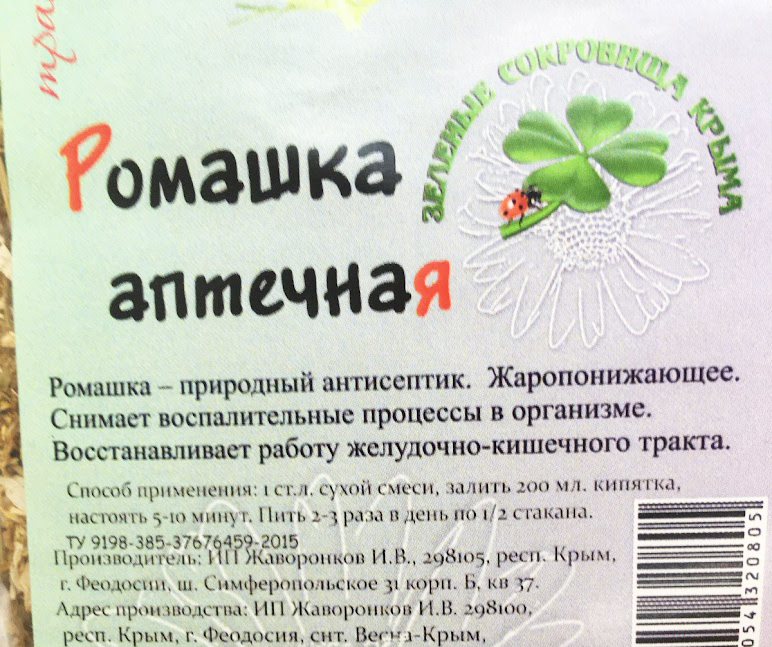 ЗЕЛЕНЫЕ СОКРОВИЩА КРЫМА
Ромашка
аптечная
Ромашка – природный антисептик. Жаропонижающее.
Снимает воспалительные процессы в организме.
Восстанавливает работу желудочно-кишечного тракта.
Способ применения: 1 ст.л. сухой смеси, залить 200 мл. кипятка,
настоять 5-10 минут. Пить 2-3 раза в день по 1/2 стакана.
ТУ 9198-385-37676459-2015
Производитель: ИП Жаворонков И.В., 298105, респ. Крым,
г. Феодосии, ш. Симферопольское 31 корп. Б, кв 37.
Адрес производства: ИП Жаворонков И.В. 298100,
респ. Крым, г. Феодосия, снт. Весна-Крым,
054320805